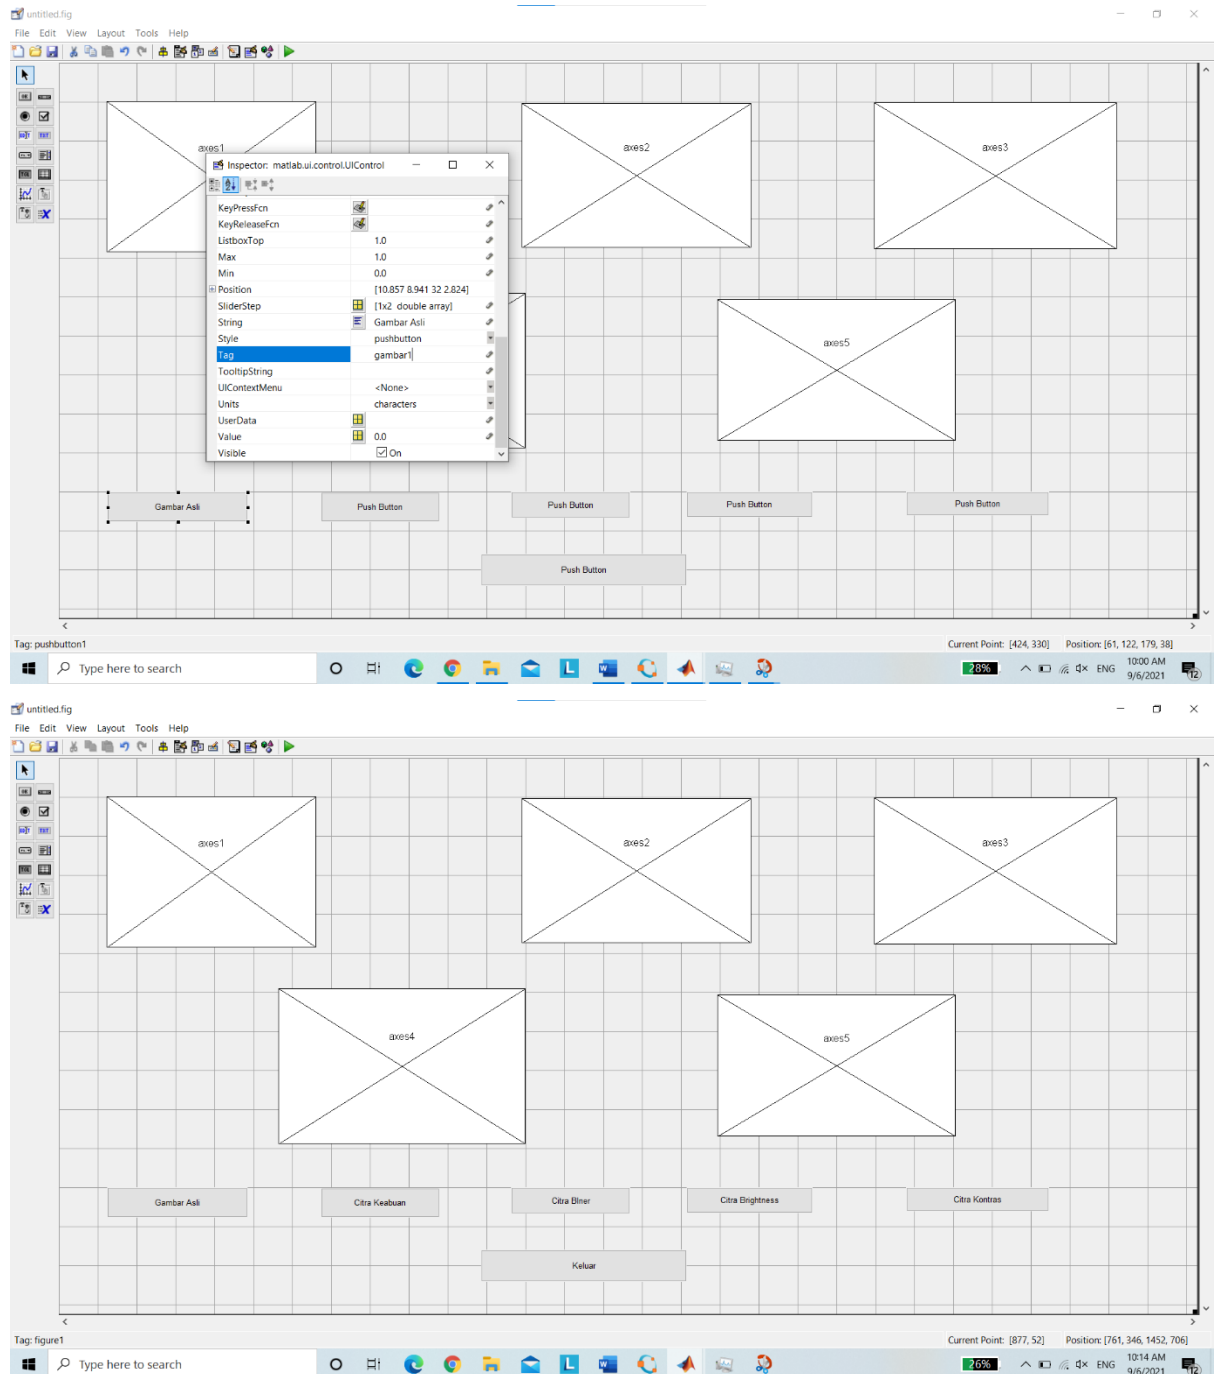 untitled.fig
File Edit View Layout Tools Help
axes1
axes2
axes3
Inspector: matlab.ui.control.UIControl
KeyPressFcn
KeyReleaseFcn
ListboxTop 1.0
Max 1.0
Min 0.0
Position [10.857 8.941 32 2.824]
SliderStep [1x2 double array]
String Gambar Asli
Style pushbutton
Tag gambar1
TooltipString
UIContextMenu <None>
Units characters
UserData
Value 0.0
Visible On
axes5
Gambar Asli Push Button Push Button Push Button Push Button
Push Button
Tag: pushbutton1 Current Point: [424, 330] Position: [61, 122, 179, 38]
Type here to search 28% ENG 10:00 AM
9/6/2021
untitled.fig
File Edit View Layout Tools Help
axes1
axes2
axes3
axes4
axes5
Gambar Asli Citra Keabuan Citra BIner Citra Brightness Citra Kontras
Keluar
Tag: figure1 Current Point: [877, 52] Position: [761, 346, 1452, 706]
Type here to search 26% ENG 10:14 AM
9/6/2021